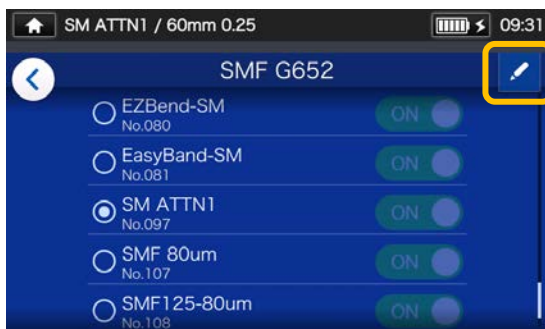 SM ATTN1 / 60mm 0.25 09:31
SMF G652
EZBend-SM ON
No.080
EasyBand-SM ON
No.081
SM ATTN1 ON
No.097
SMF 80um ON
No.107
SMF125-80um ON
No.108